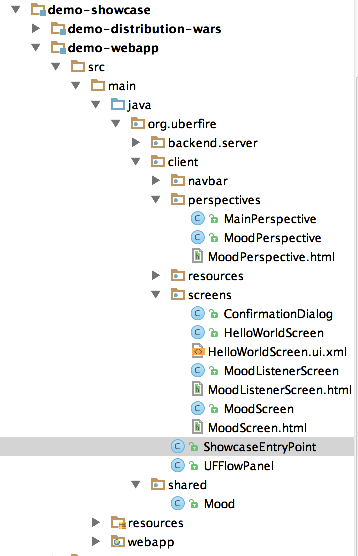 demo-showcase
demo-distribution-wars
demo-webapp
src
main
java
org.uberfire
backend.server
client
navbar
perspectives
MainPerspective
MoodPerspective
MoodPerspective.html
resources
screens
ConfirmationDialog
HelloWorldScreen
HelloWorldScreen.ui.xml
MoodListenerScreen
MoodListenerScreen.html
MoodScreen
MoodScreen.html
ShowcaseEntryPoint
UFFlowPanel
shared
Mood
resources
webapp